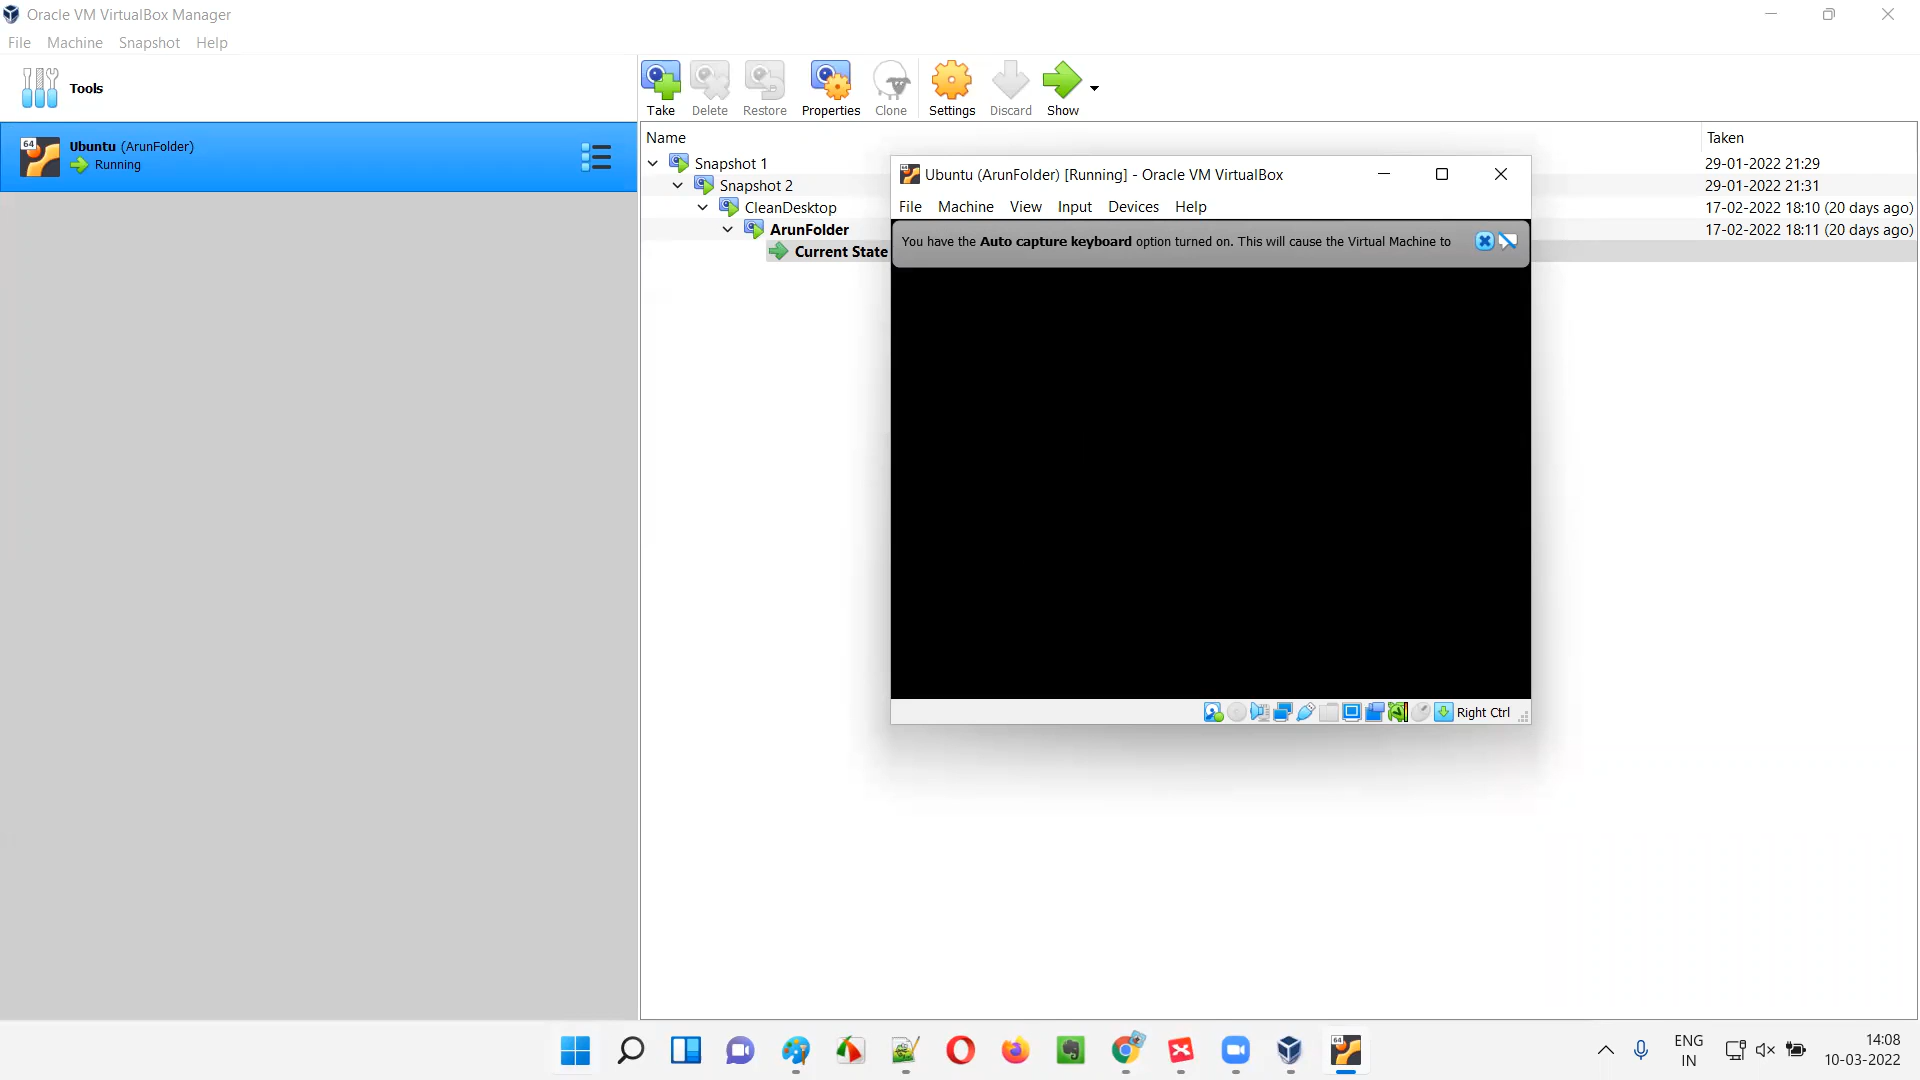 Oracle VM VirtualBox Manager
File Machine Snapshot Help
Tools
Take Delete Restore Properties Clone Settings Discard Show
64
Ubuntu (ArunFolder)
Running
Name Taken
Snapshot 1 29-01-2022 21:29
Snapshot 2 29-01-2022 21:31
CleanDesktop 17-02-2022 18:10 (20 days ago)
ArunFolder 17-02-2022 18:11 (20 days ago)
Current State
Ubuntu (ArunFolder) [Running] - Oracle VM VirtualBox
File Machine View Input Devices Help
You have the Auto capture keyboard option turned on. This will cause the Virtual Machine to
Right Ctrl
64
ENG
IN
14:08
10-03-2022